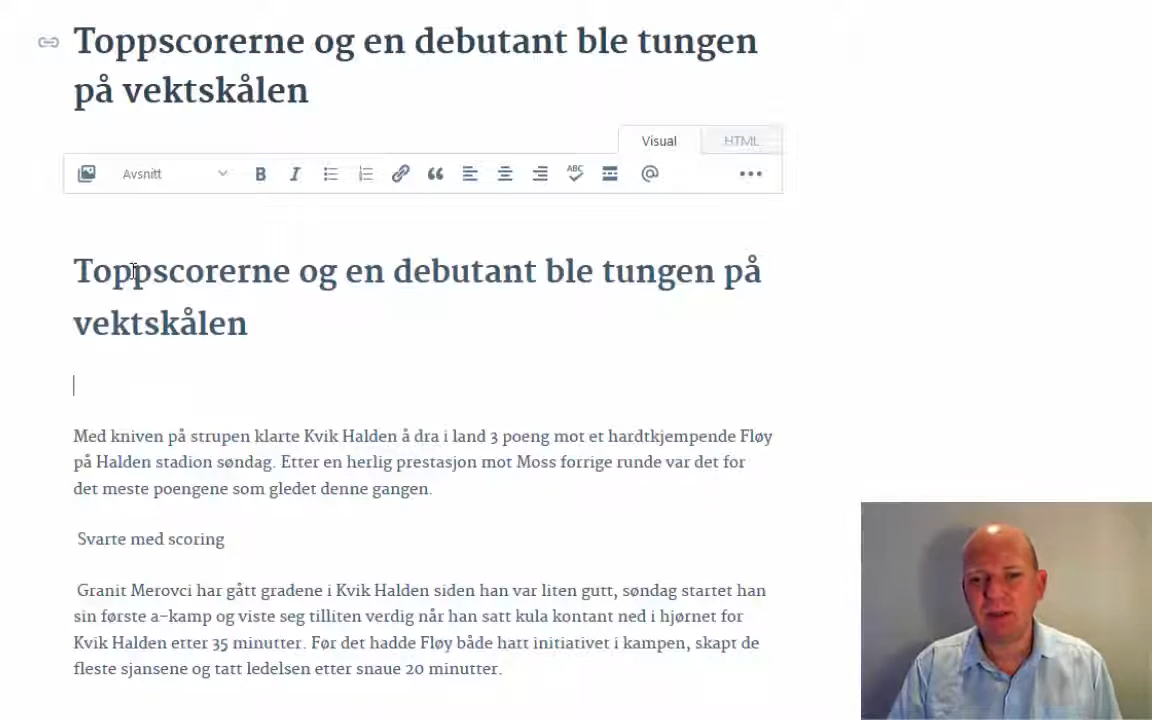 Toppscorerne og en debutant ble tungen
på vektskålen
Visual
HTML
Avsnitt
B
I
ABC
@
Toppscorerne og en debutant ble tungen på
vektskålen
Med kniven på strupen klarte Kvik Halden å dra i land 3 poeng mot et hardtkjempende Fløy
på Halden stadion søndag. Etter en herlig prestasjon mot Moss forrige runde var det for
det meste poengene som gledet denne gangen.
Svarte med scoring
Granit Merovci har gått gradene i Kvik Halden siden han var liten gutt, søndag startet han
sin første a-kamp og viste seg tilliten verdig når han satt kula kontant ned i hjørnet for
Kvik Halden etter 35 minutter. Før det hadde Fløy både hatt initiativet i kampen, skapt de
fleste sjansene og tatt ledelsen etter snaue 20 minutter.